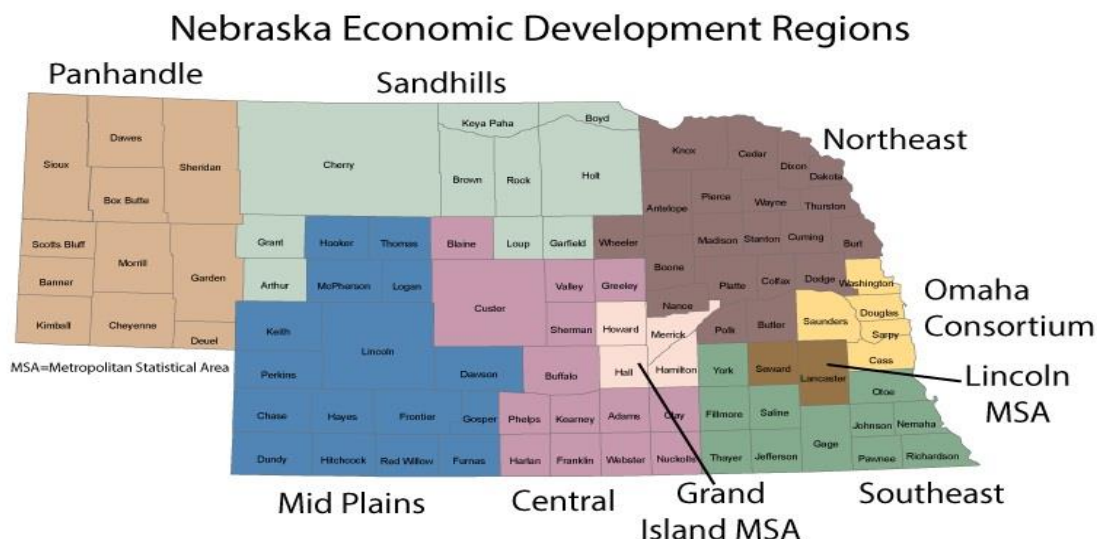 Nebraska Economic Development Regions
Panhandle
Sandhills
Northeast
Sioux
Dawes
Sheridan
Box Butte
Scotts Bluff
Banner
Morrill
Garden
Kimball
Cheyenne
Deuel
MSA=Metropolitan Statistical Area
Cherry
Keya Paha
Boyd
Brown
Rock
Holt
Grant
Arthur
Loup
Garfield
Hooker
Thomas
McPherson
Logan
Keith
Lincoln
Perkins
Dawson
Chase
Hayes
Frontier
Gosper
Dundy
Hitchcock
Red Willow
Furnas
Blaine
Custer
Valley
Greeley
Sherman
Buffalo
Phelps
Kearney
Adams
Clay
Harlan
Franklin
Webster
Nuckolls
Howard
Merrick
Hall
Hamilton
Knox
Cedar
Dixon
Dakota
Antelope
Pierce
Wayne
Thurston
Wheeler
Madison
Stanton
Cuming
Burt
Boone
Platte
Colfax
Dodge
Nance
Polk
Butler
Washington
Douglas
Saunders
Sarpy
Cass
York
Seward
Lancaster
Otoe
Fillmore
Saline
Johnson
Nemaha
Gage
Thayer
Jefferson
Pawnee
Richardson
Omaha
Consortium
Lincoln
MSA
Mid Plains
Central
Grand
Island MSA
Southeast